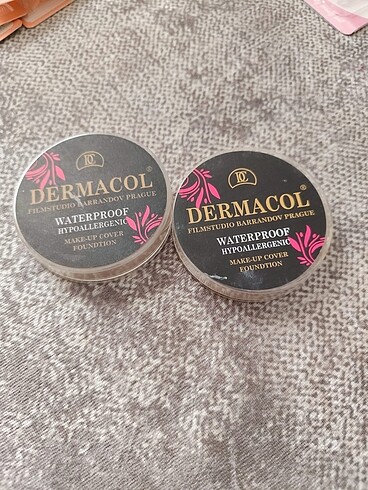 DC
DERMACOL®
FILMSTUDIO BARRANDOV PRAGUE
WATERPROOF
HYPOALLERGENIC
MAKE-UP COVER
FOUNDTION
DC
DERMACOL®
FILMSTUDIO BARRANDOV PRAGUE
WATERPROOF
HYPOALLERGENIC
MAKE-UP COVER
FOUNDTION